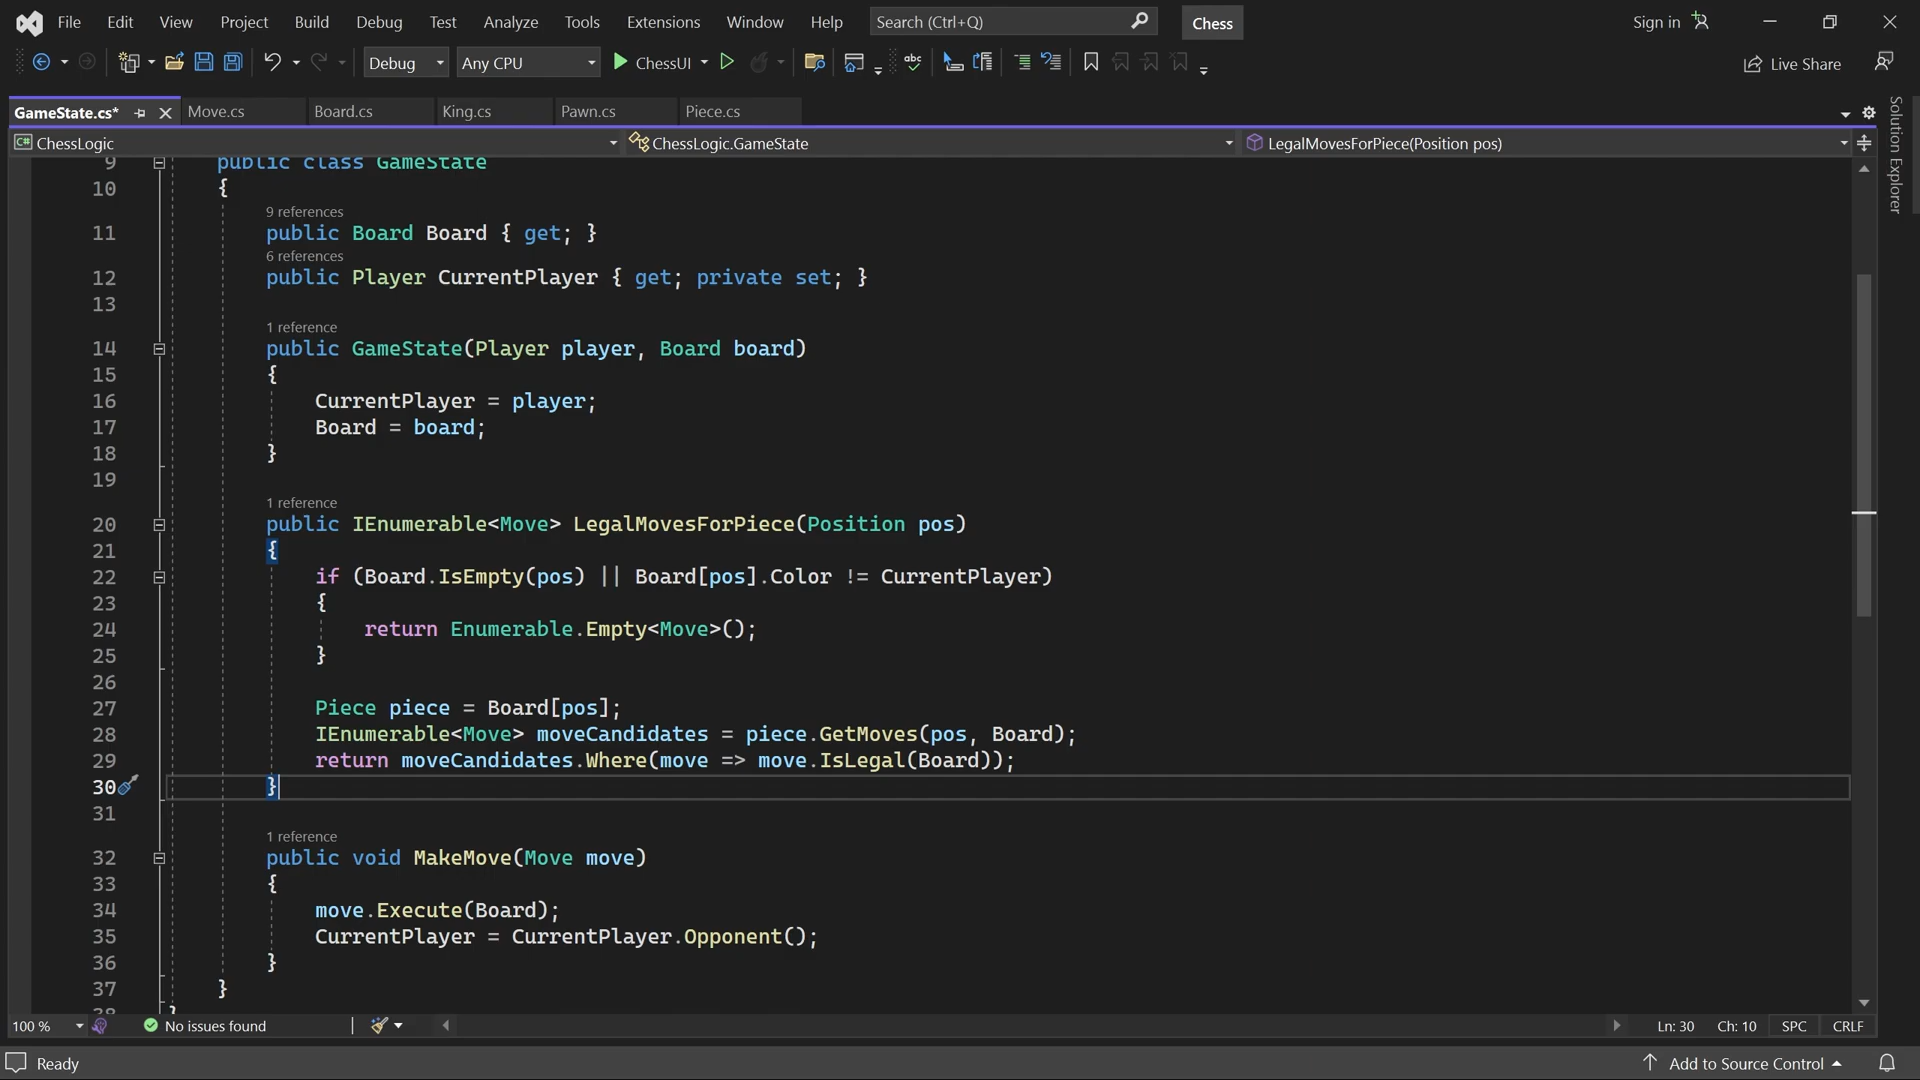 File Edit View Project Build Debug Test Analyze Tools Extensions Window Help Search (Ctrl+Q) Chess Sign in
Debug Any CPU ChessUI Live Share
GameState.cs* Move.cs Board.cs King.cs Pawn.cs Piece.cs
Solution Explorer
C# ChessLogic ChessLogic.GameState LegalMovesForPiece(Position pos)
9 public class GameState
10 {
9 references
11 public Board Board { get; }
6 references
12 public Player CurrentPlayer { get; private set; }
13
1 reference
14 public GameState(Player player, Board board)
15 {
16 CurrentPlayer = player;
17 Board = board;
18 }
19
1 reference
20 public IEnumerable<Move> LegalMovesForPiece(Position pos)
21 {
22 if (Board.IsEmpty(pos) || Board[pos].Color != CurrentPlayer)
23 {
24 return Enumerable.Empty<Move>();
25 }
26
27 Piece piece = Board[pos];
28 IEnumerable<Move> moveCandidates = piece.GetMoves(pos, Board);
29 return moveCandidates.Where(move => move.IsLegal(Board));
30 }
31
1 reference
32 public void MakeMove(Move move)
33 {
34 move.Execute(Board);
35 CurrentPlayer = CurrentPlayer.Opponent();
36 }
37 }
38 }
100 % No issues found Ln: 30 Ch: 10 SPC CRLF
Ready Add to Source Control